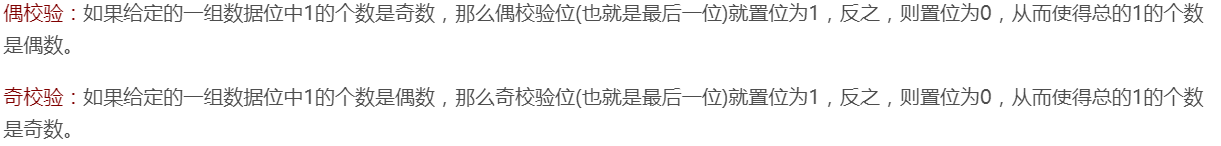 偶校验：如果给定的一组数据位中1的个数是奇数，那么偶校验位(也就是最后一位)就置位为1，反之，则置位为0，从而使得总的1的个数
是偶数。
奇校验：如果给定的一组数据位中1的个数是偶数，那么奇校验位(也就是最后一位)就置位为1，反之，则置位为0，从而使得总的1的个数
是奇数。